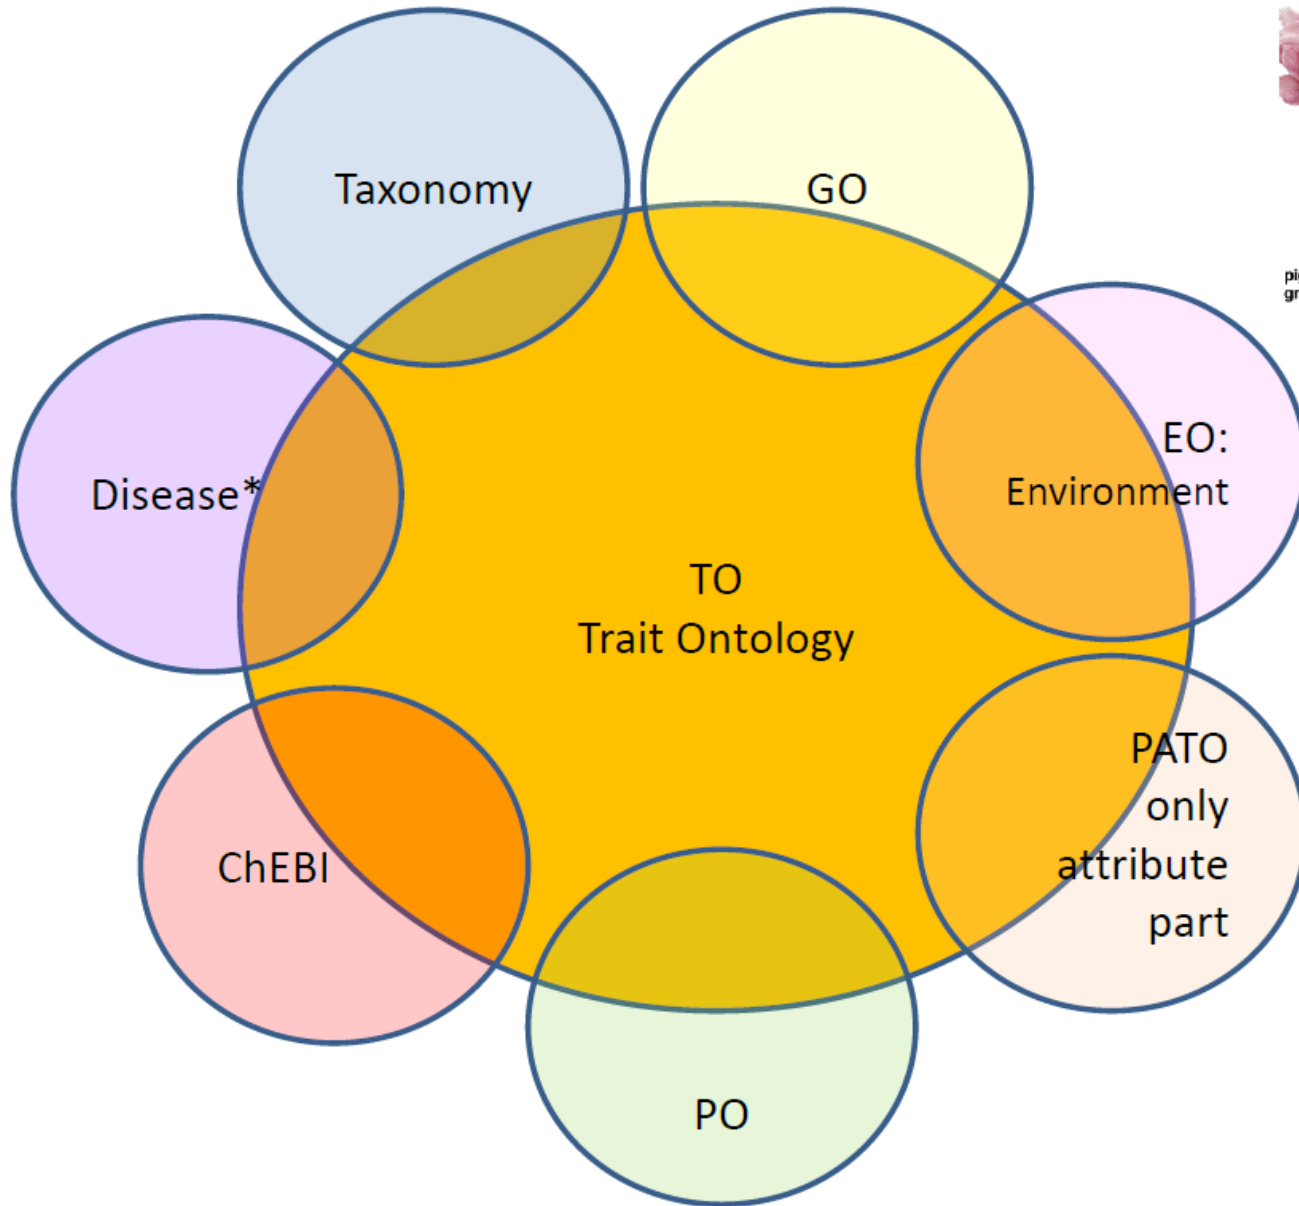 Taxonomy
GO
EO:
Environment
Disease*
TO
Trait Ontology
PATO
only
attribute
part
ChEBI
PO